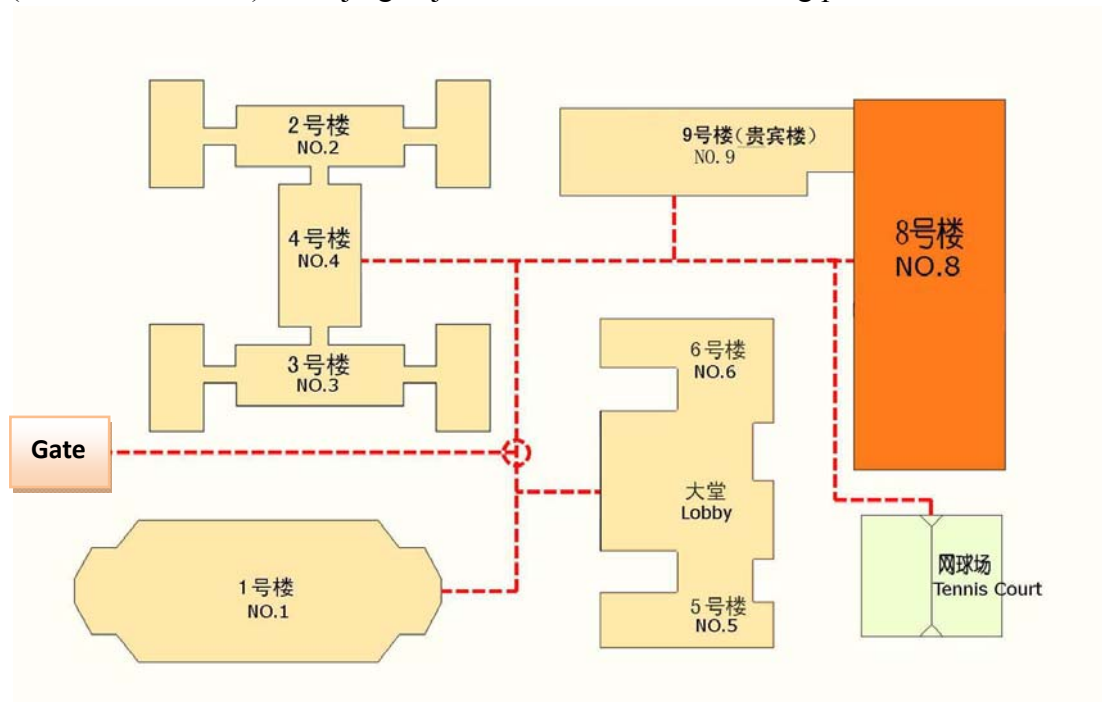 2号楼
NO.2
9号楼(贵宾楼)
NO. 9
4号楼
NO.4
8号楼
NO.8
3号楼
NO.3
6号楼
NO.6
Gate
大堂
Lobby
网球场
Tennis Court
1号楼
NO.1
5号楼
NO.5